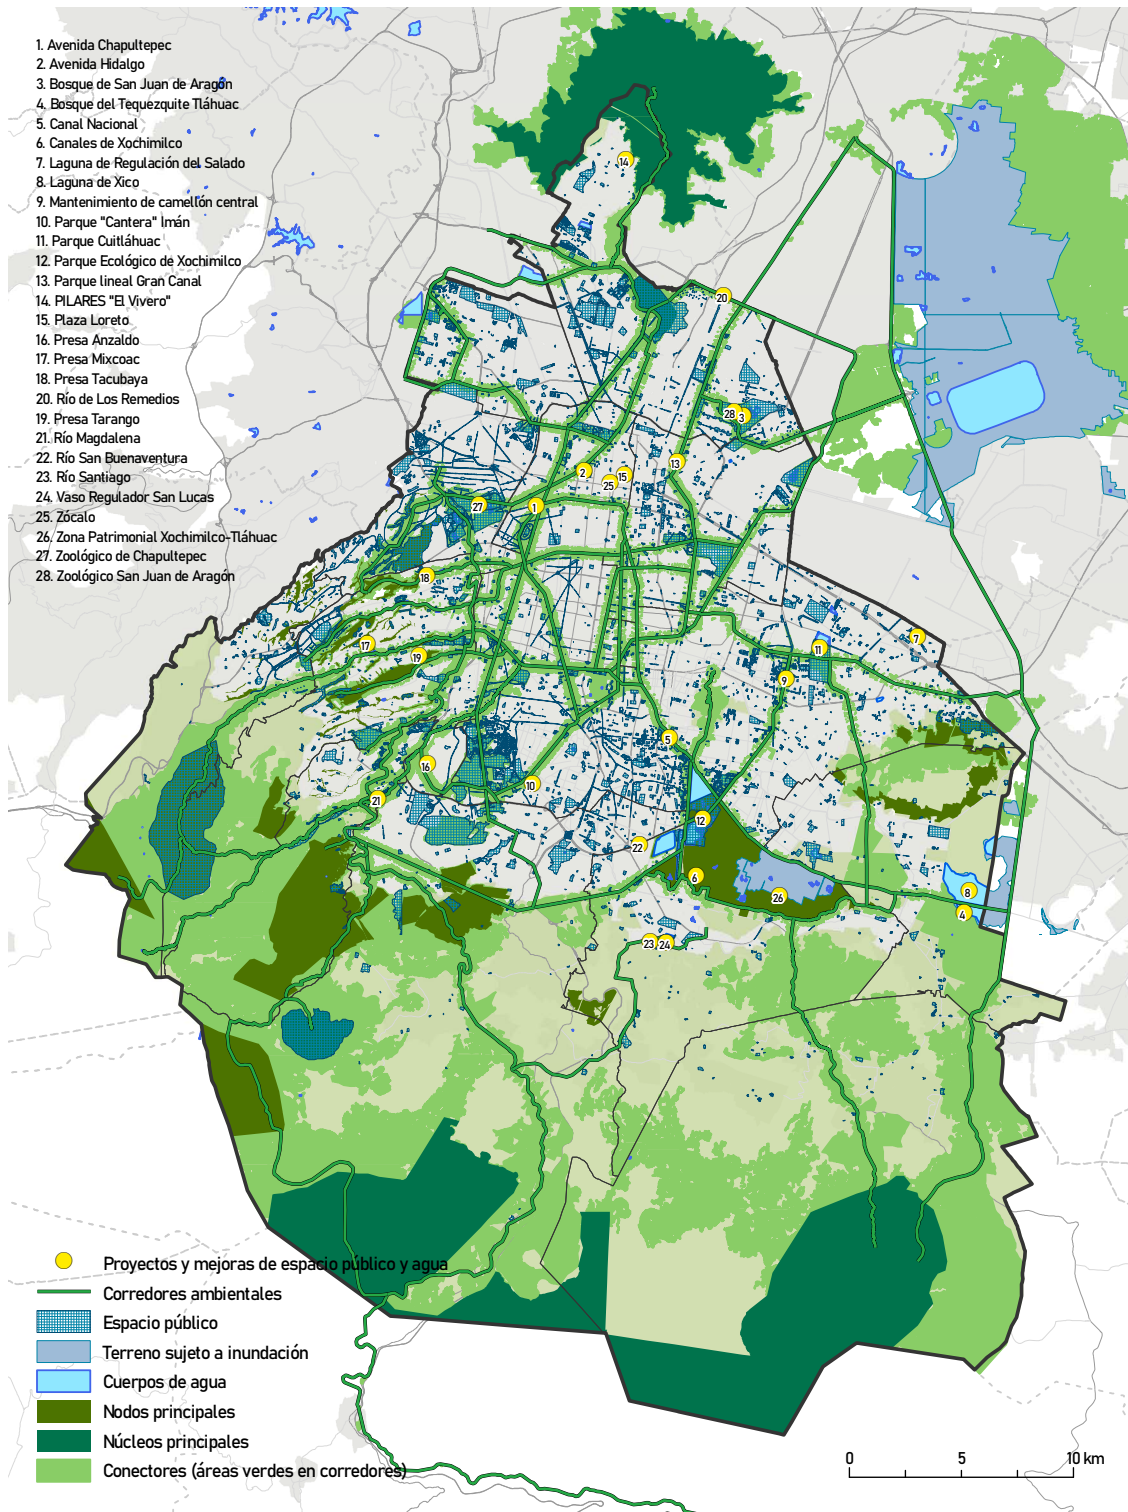 1. Avenida Chapultepec
2. Avenida Hidalgo
3. Bosque de San Juan de Aragón
4. Bosque del Tequezquite Tláhuac
5. Canal Nacional
6. Canales de Xochimilco
7. Laguna de Regulación del Salado
8. Laguna de Xico
9. Mantenimiento de camellón central
10. Parque "Cantera" Imán
11. Parque Cuitláhuac
12. Parque Ecológico de Xochimilco
13. Parque lineal Gran Canal
14. PILARES "El Vivero"
15. Plaza Loreto
16. Presa Anzaldo
17. Presa Mixcoac
18. Presa Tacubaya
20. Río de Los Remedios
19. Presa Tarango
21. Río Magdalena
22. Río San Buenaventura
23. Río Santiago
24. Vaso Regulador San Lucas
25. Zócalo
26. Zona Patrimonial Xochimilco-Tláhuac
27. Zoológico de Chapultepec
28. Zoológico San Juan de Aragón
14
20
28 3
2
15
13
25
27
1
18
17
19
11
7
9
5
16
10
21
12
22
6
26
8
4
23 24
Proyectos y mejoras de espacio público y agua
Corredores ambientales
Espacio público
Terreno sujeto a inundación
Cuerpos de agua
Nodos principales
Núcleos principales
Conectores (áreas verdes en corredores)
0 5 10 km